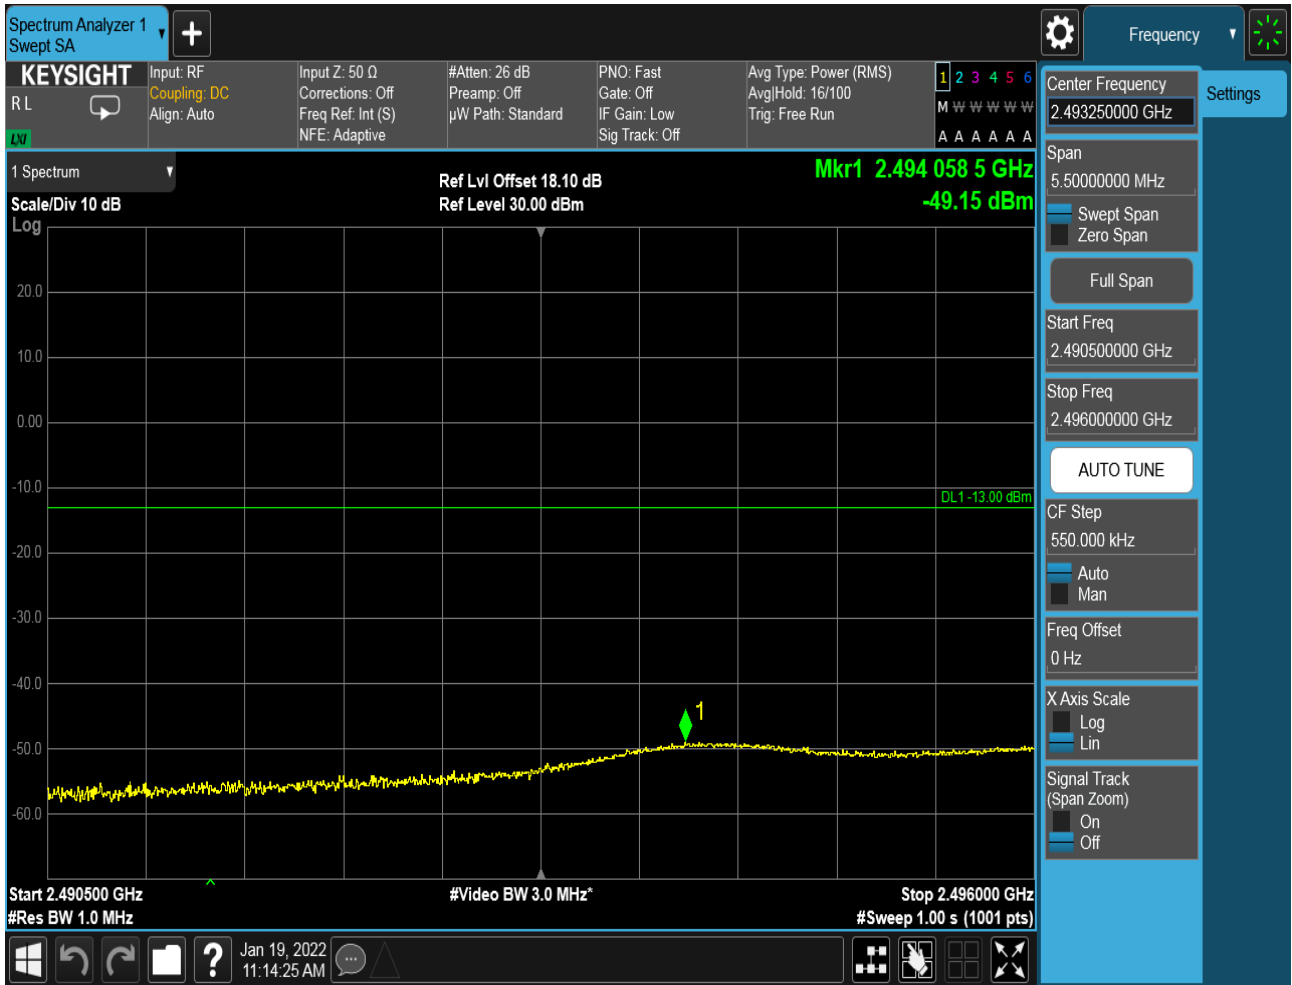 Spectrum Analyzer 1
Swept SA
Frequency
KEYSIGHT
R L
LXI
Input: RF
Coupling: DC
Align: Auto
Input Z: 50 Ω
Corrections: Off
Freq Ref: Int (S)
NFE: Adaptive
#Atten: 26 dB
Preamp: Off
µW Path: Standard
PNO: Fast
Gate: Off
IF Gain: Low
Sig Track: Off
Avg Type: Power (RMS)
Avg|Hold: 16/100
Trig: Free Run
1 2 3 4 5 6
M W W W W W
A A A A A A
Center Frequency
2.493250000 GHz
Settings
Span
5.50000000 MHz
Swept Span
Zero Span
Full Span
Start Freq
2.490500000 GHz
Stop Freq
2.496000000 GHz
AUTO TUNE
CF Step
550.000 kHz
Auto
Man
Freq Offset
0 Hz
X Axis Scale
Log
Lin
Signal Track
(Span Zoom)
On
Off
1 Spectrum
Scale/Div 10 dB
Log
Ref Lvl Offset 18.10 dB
Ref Level 30.00 dBm
Mkr1 2.494 058 5 GHz
-49.15 dBm
20.0
10.0
0.00
-10.0
DL1 -13.00 dBm
-20.0
-30.0
-40.0
1
-50.0
-60.0
Start 2.490500 GHz
#Video BW 3.0 MHz*
Stop 2.496000 GHz
#Res BW 1.0 MHz
#Sweep 1.00 s (1001 pts)
?
Jan 19, 2022
11:14:25 AM